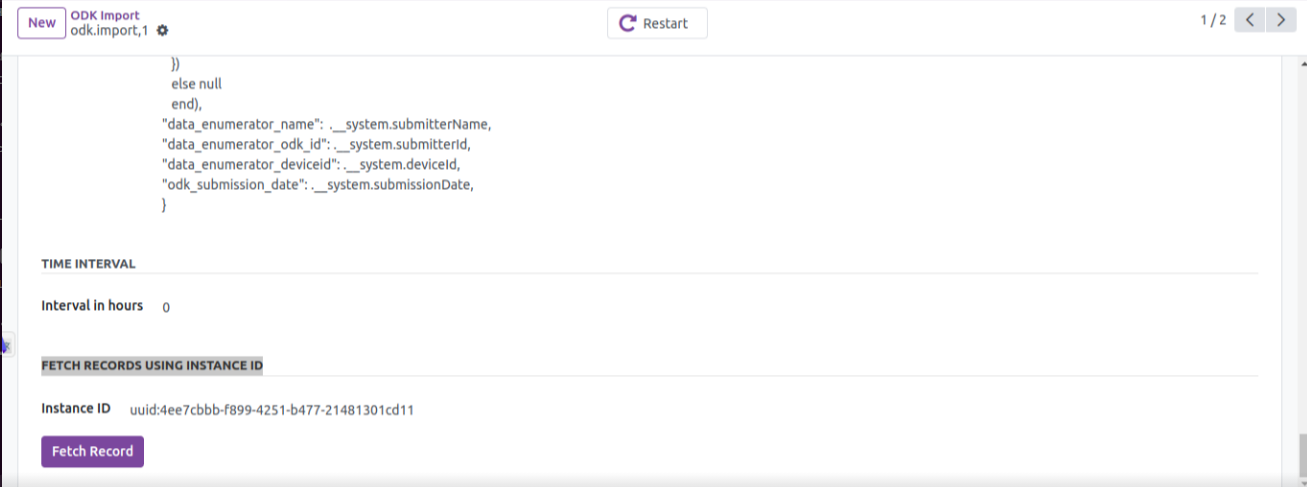 New
ODK Import
odk.import,1
Restart
1 / 2
})
else null
end),
"data_enumerator_name": .__system.submitterName,
"data_enumerator_odk_id":.__system.submitterId,
"data_enumerator_deviceid":.__system.deviceId,
"odk_submission_date":.__system.submissionDate,
}
TIME INTERVAL
Interval in hours 0
FETCH RECORDS USING INSTANCE ID
Instance ID uuid:4ee7cbbb-f899-4251-b477-21481301cd11
Fetch Record